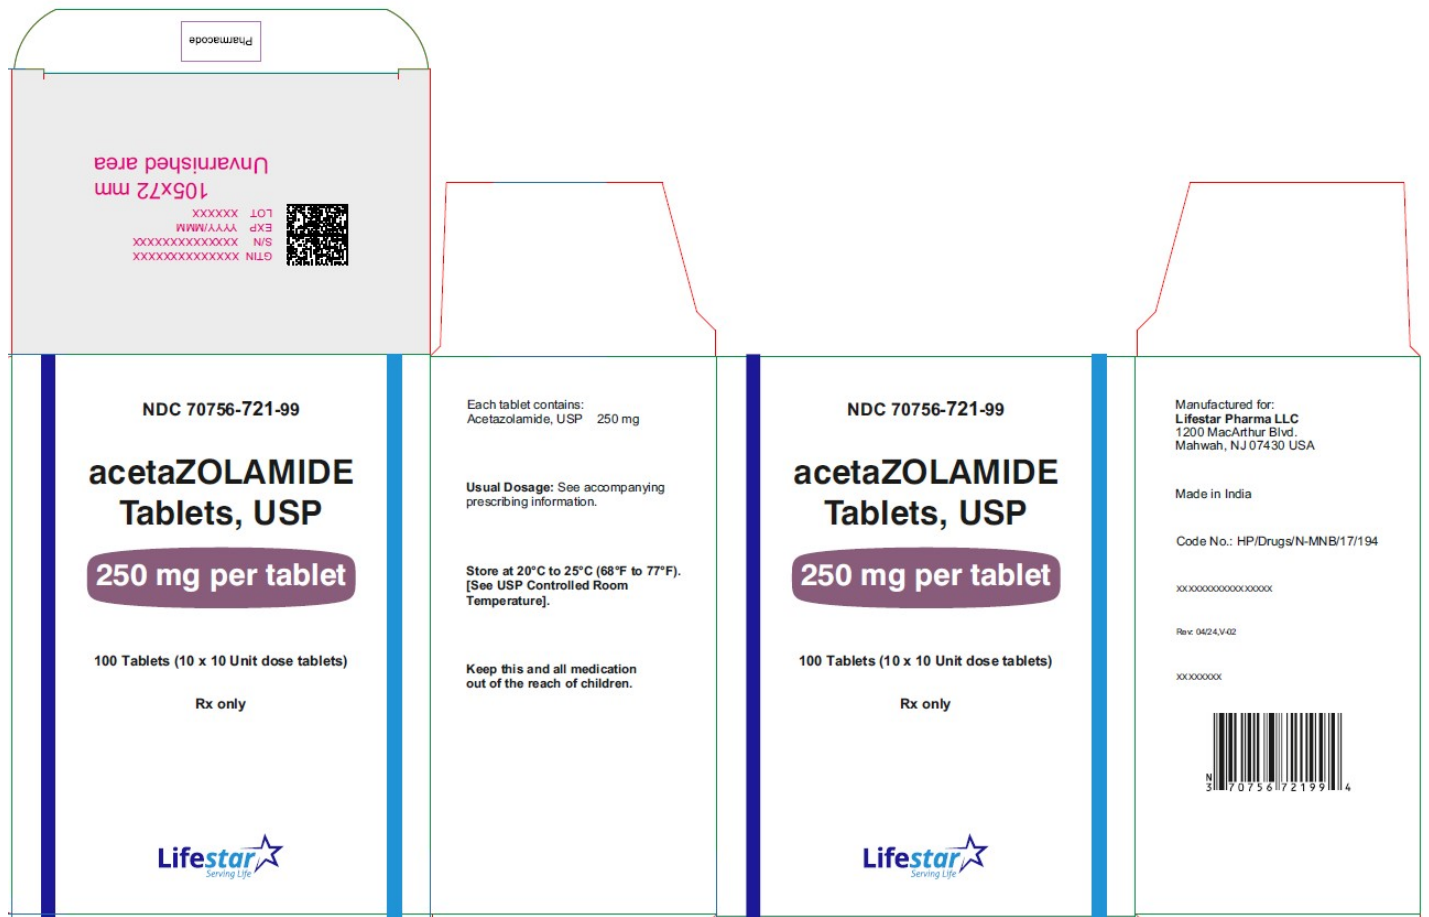 Pharmacode
Unvarnished area
105x72 mm
LOT XXXXXX
EXP YYYY/MMM
S/N XXXXXXXXXXXXXXX
GTIN XXXXXXXXXXXXXXX
NDC 70756-721-99
acetaZOLAMIDE
Tablets, USP
250 mg per tablet
100 Tablets (10 x 10 Unit dose tablets)
Rx only
Lifestar
Serving Life
Each tablet contains:
Acetazolamide, USP 250 mg
Usual Dosage: See accompanying
prescribing information.
Store at 20°C to 25°C (68°F to 77°F).
[See USP Controlled Room
Temperature].
Keep this and all medication
out of the reach of children.
NDC 70756-721-99
acetaZOLAMIDE
Tablets, USP
250 mg per tablet
100 Tablets (10 x 10 Unit dose tablets)
Rx only
Lifestar
Serving Life
Manufactured for:
Lifestar Pharma LLC
1200 MacArthur Blvd.
Mahwah, NJ 07430 USA
Made in India
Code No.: HP/Drugs/N-MNB/17/194
XXXXXXXXXXXXXXXXX
Rev: 04/24,V-02
XXXXXXXX
N
3 70756 72199 4